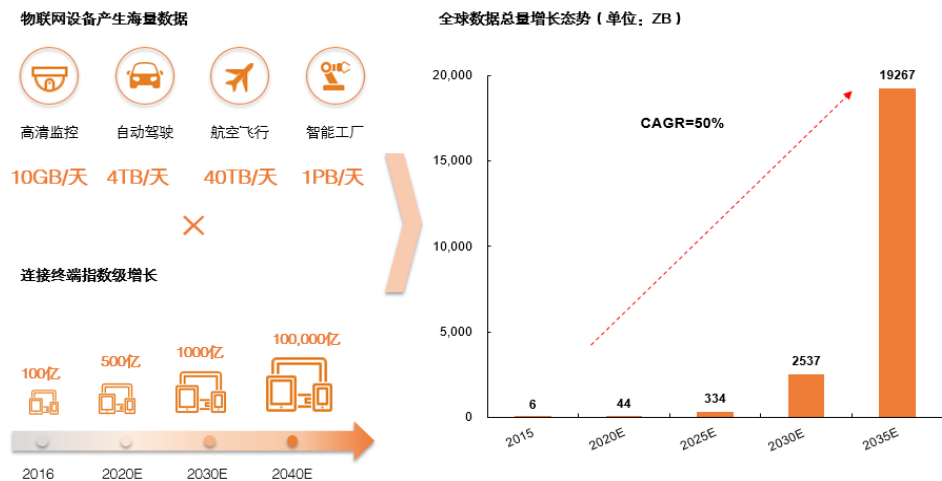 物联网设备产生海量数据
高清监控 自动驾驶 航空飞行 智能工厂
10GB/天 4TB/天 40TB/天 1PB/天
连接终端指数级增长
100亿 500亿 1000亿 100,000亿
2016 2020E 2030E 2040E
全球数据总量增长态势（单位：ZB）
20,000
15,000
10,000
5,000
0
CAGR=50%
6 44 334 2537 19267
2015 2020E 2025E 2030E 2035E